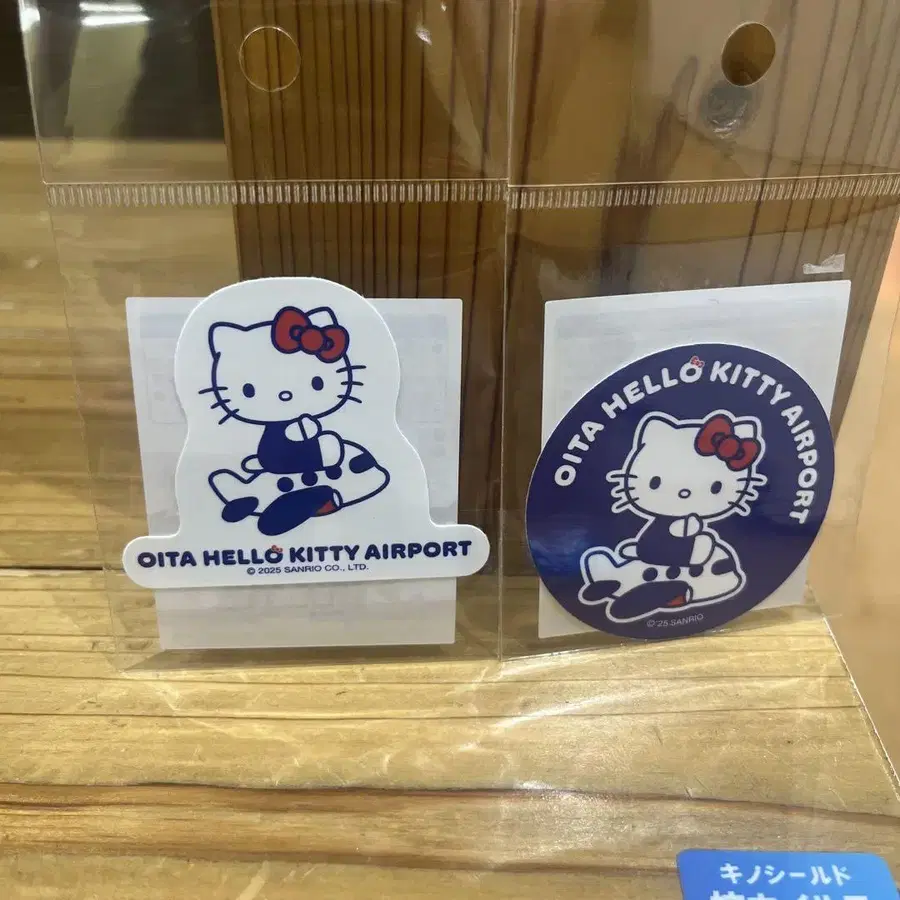 OITA HELLO KITTY AIRPORT
© 2025 SANRIO CO., LTD.
OITA HELLO KITTY AIRPORT
© '25 SANRIO
キノシールド